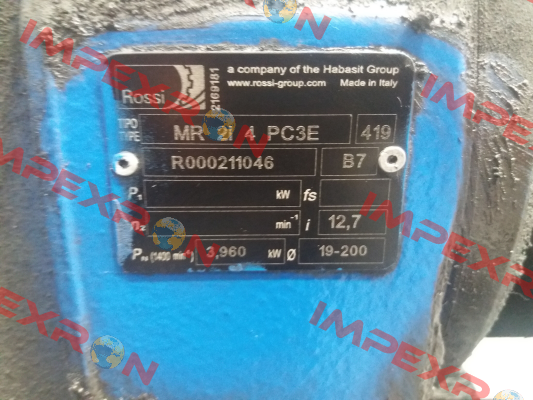 Rossi
2169181
a company of the Habasit Group
www.rossi-group.com Made in Italy
TIPO
TYPE
MR 2I 4 PC3E 419
R000211046 B7
P₁ kW fs
n₂ min⁻¹ i 12,7
(1400 min⁻¹) 3,960 kW Ø 19-200
IMPEXRON
IMPEXRON
IMPEXRON
IMPEXRON